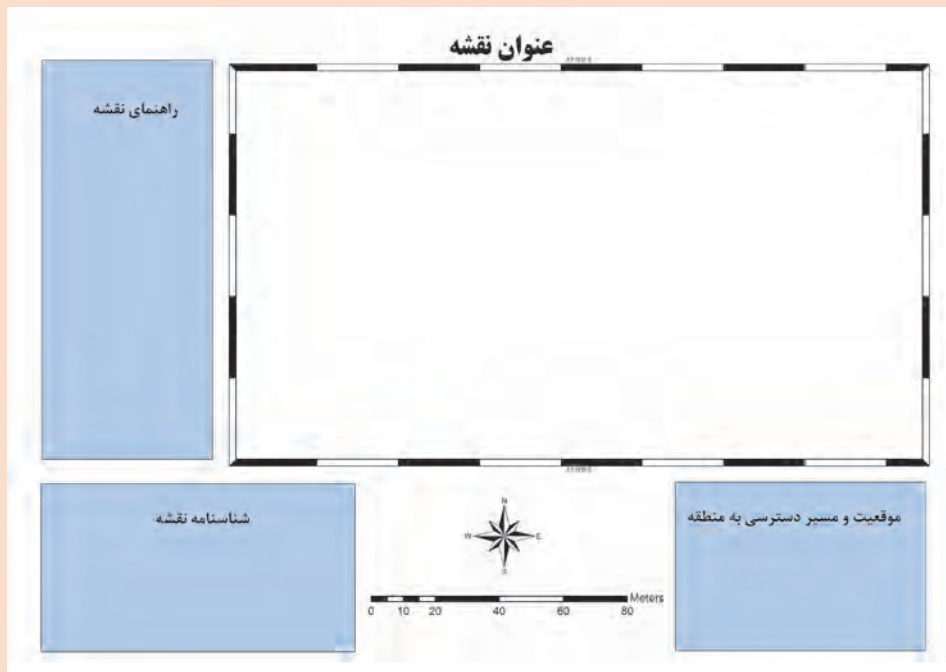 عنوان نقشه
راهنمای نقشه
شناسنامه نقشه
N
W E
S
موقعیت و مسیر دسترسی به منطقه
Meters
0 10 20 40 60 80